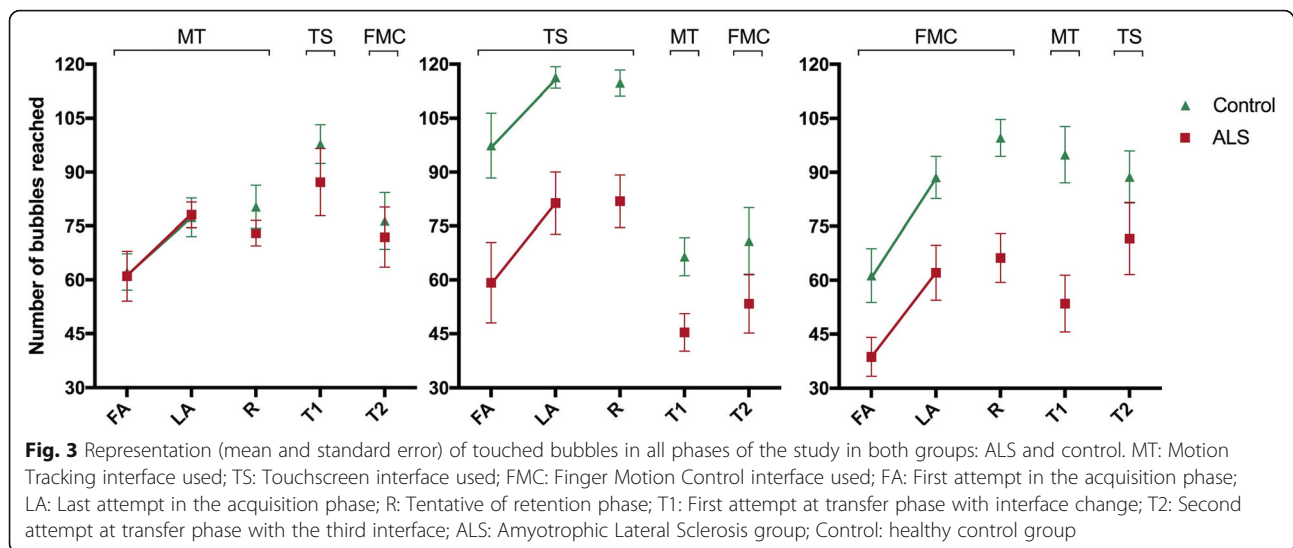 MT TS FMC TS MT FMC FMC MT TS
Number of bubbles reached
120
105
90
75
60
45
30
FA LA R T1 T2
120
105
90
75
60
45
30
FA LA R T1 T2
120
105
90
75
60
45
30
FA LA R T1 T2
Control
ALS
Fig. 3 Representation (mean and standard error) of touched bubbles in all phases of the study in both groups: ALS and control. MT: Motion
Tracking interface used; TS: Touchscreen interface used; FMC: Finger Motion Control interface used; FA: First attempt in the acquisition phase;
LA: Last attempt in the acquisition phase; R: Tentative of retention phase; T1: First attempt at transfer phase with interface change; T2: Second
attempt at transfer phase with the third interface; ALS: Amyotrophic Lateral Sclerosis group; Control: healthy control group